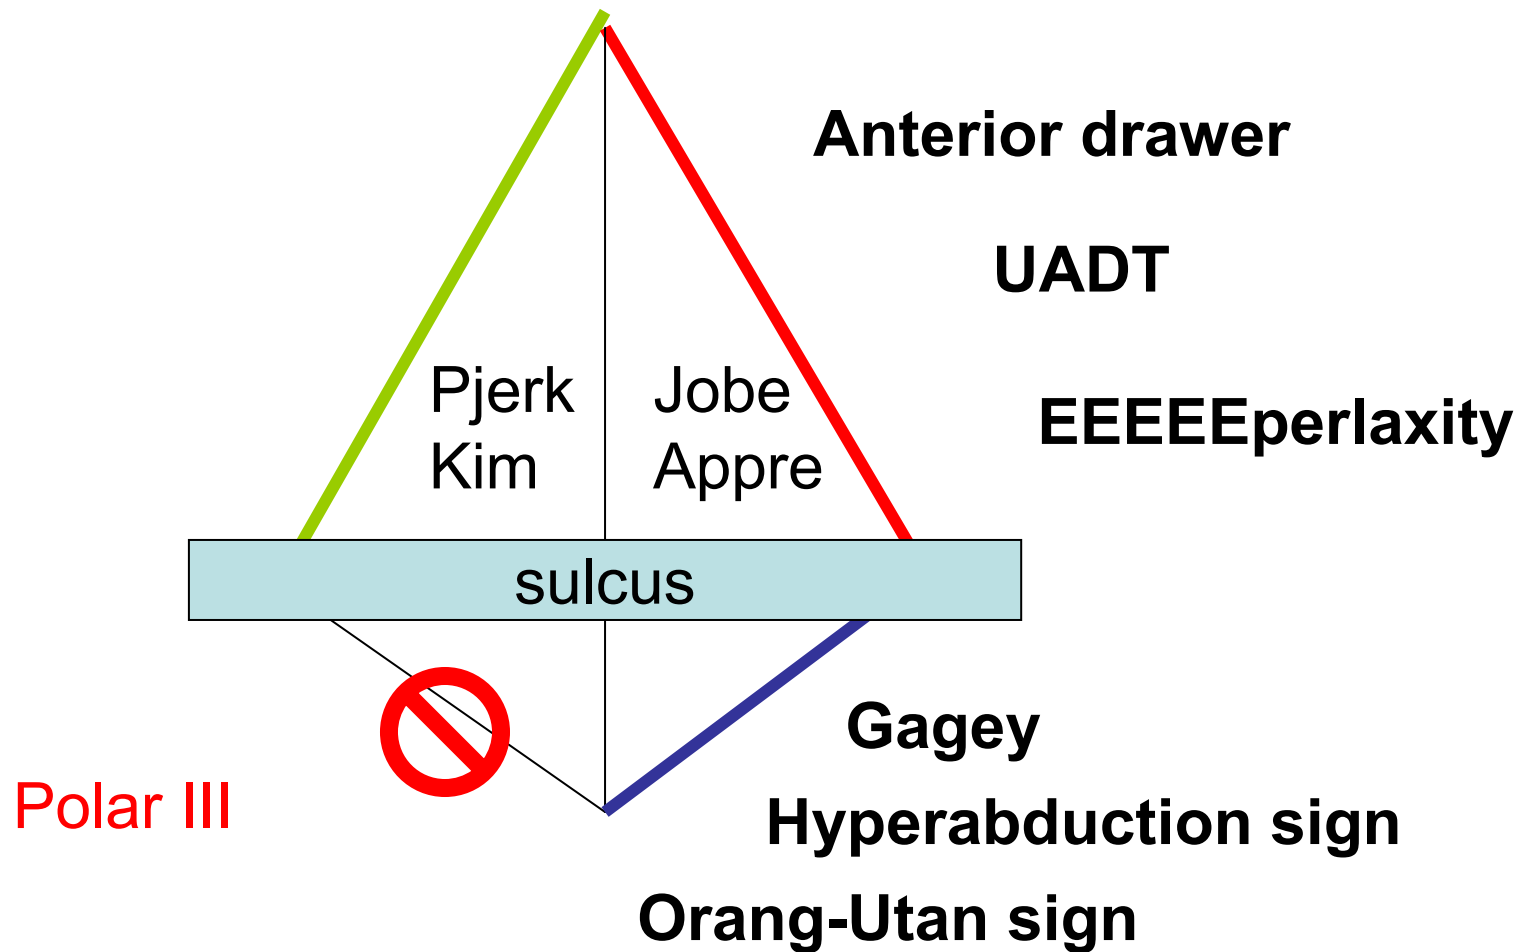 Anterior drawer
UADT
Pjerk
Kim
Jobe
Appre
EEEEEperlaxity
sulcus
Gagey
Polar III
Hyperabduction sign
Orang-Utan sign